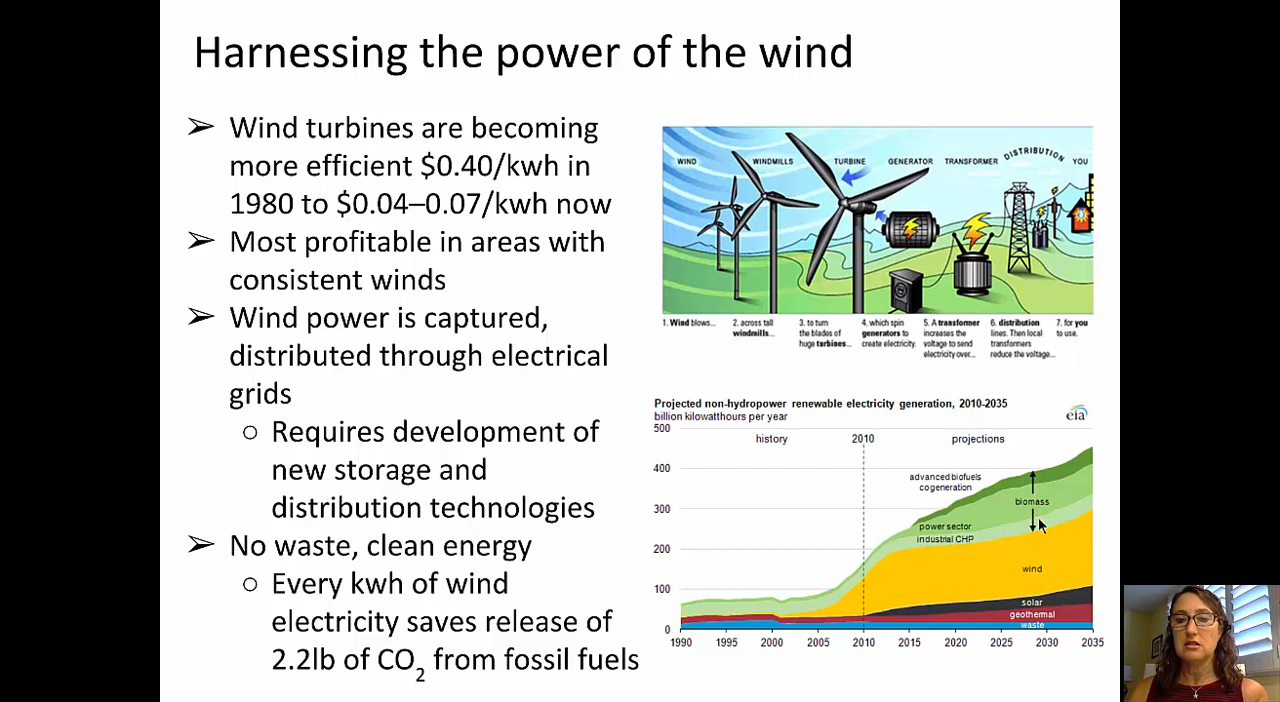 Harnessing the power of the wind
➢ Wind turbines are becoming
more efficient $0.40/kwh in
1980 to $0.04–0.07/kwh now
➢ Most profitable in areas with
consistent winds
➢ Wind power is captured,
distributed through electrical
grids
○ Requires development of
new storage and
distribution technologies
➢ No waste, clean energy
○ Every kwh of wind
electricity saves release of
2.2lb of CO2 from fossil fuels
WIND WINDMILLS TURBINE GENERATOR TRANSFORMER DISTRIBUTION YOU
1. Wind blows...
2. across tall
windmills...
3. to turn
the blades of
huge turbines...
4. which spin
generators to
create electricity.
5. A transformer
increases the
voltage to send
electricity over...
6. distribution
lines. Then local
transformers
reduce the voltage...
7. for you
to use.
Projected non-hydropower renewable electricity generation, 2010-2035
billion kilowatthours per year
eia
500
400
300
200
100
0
history 2010 projections
advanced biofuels
cogeneration
biomass
power sector
industrial CHP
wind
solar
geothermal
waste
1990 1995 2000 2005 2010 2015 2020 2025 2030 2035